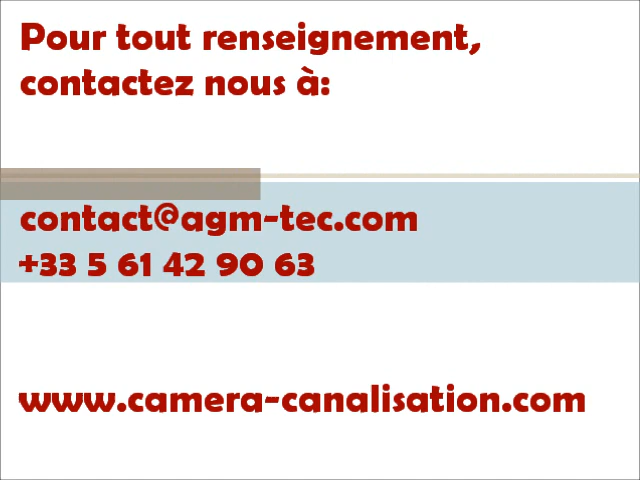 Pour tout renseignement,
contactez nous à:
contact@agm-tec.com
+33 5 61 42 90 63
www.camera-canalisation.com